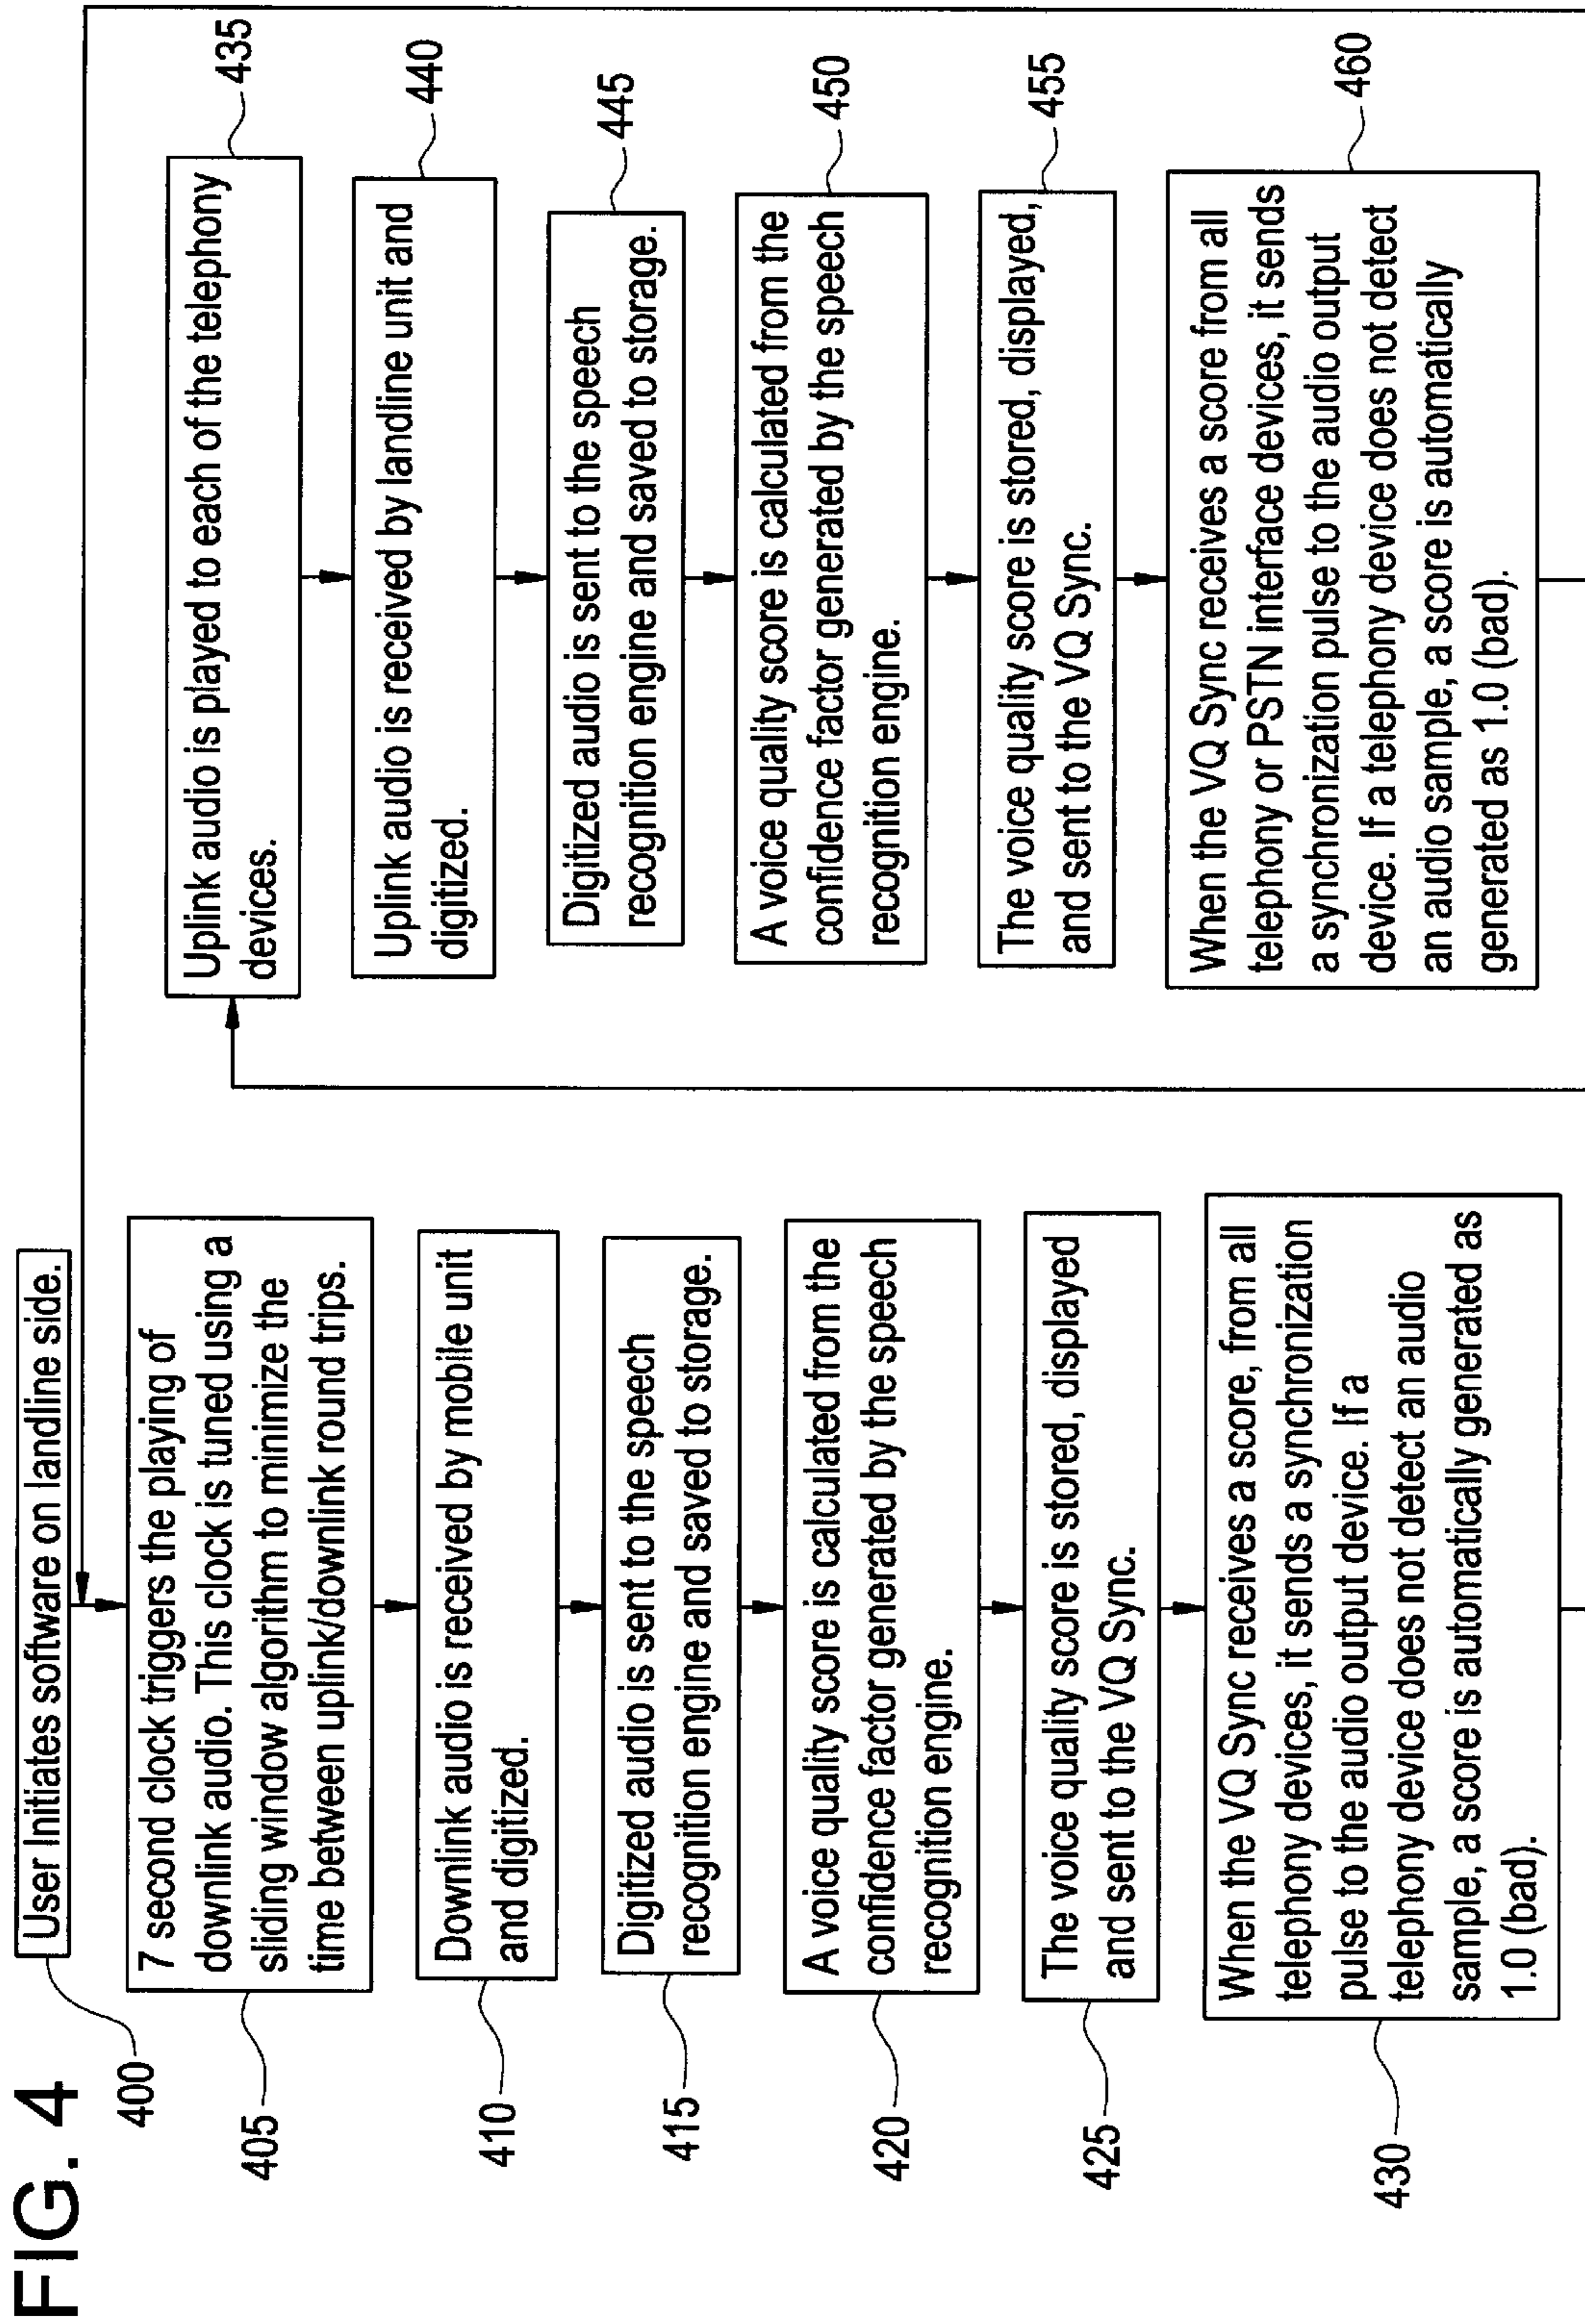 FIG. 4
400
User Initiates software on landline side.
405
7 second clock triggers the playing of
downlink audio. This clock is tuned using a
sliding window algorithm to minimize the
time between uplink/downlink round trips.
410
Downlink audio is received by mobile unit
and digitized.
415
Digitized audio is sent to the speech
recognition engine and saved to storage.
420
A voice quality score is calculated from the
confidence factor generated by the speech
recognition engine.
425
The voice quality score is stored, displayed
and sent to the VQ Sync.
430
When the VQ Sync receives a score, from all
telephony devices, it sends a synchronization
pulse to the audio output device. If a
telephony device does not detect an audio
sample, a score is automatically generated as
1.0 (bad).
435
Uplink audio is played to each of the telephony
devices.
440
Uplink audio is received by landline unit and
digitized.
445
Digitized audio is sent to the speech
recognition engine and saved to storage.
450
A voice quality score is calculated from the
confidence factor generated by the speech
recognition engine.
455
The voice quality score is stored, displayed,
and sent to the VQ Sync.
460
When the VQ Sync receives a score from all
telephony or PSTN interface devices, it sends
a synchronization pulse to the audio output
device. If a telephony device does not detect
an audio sample, a score is automatically
generated as 1.0 (bad).